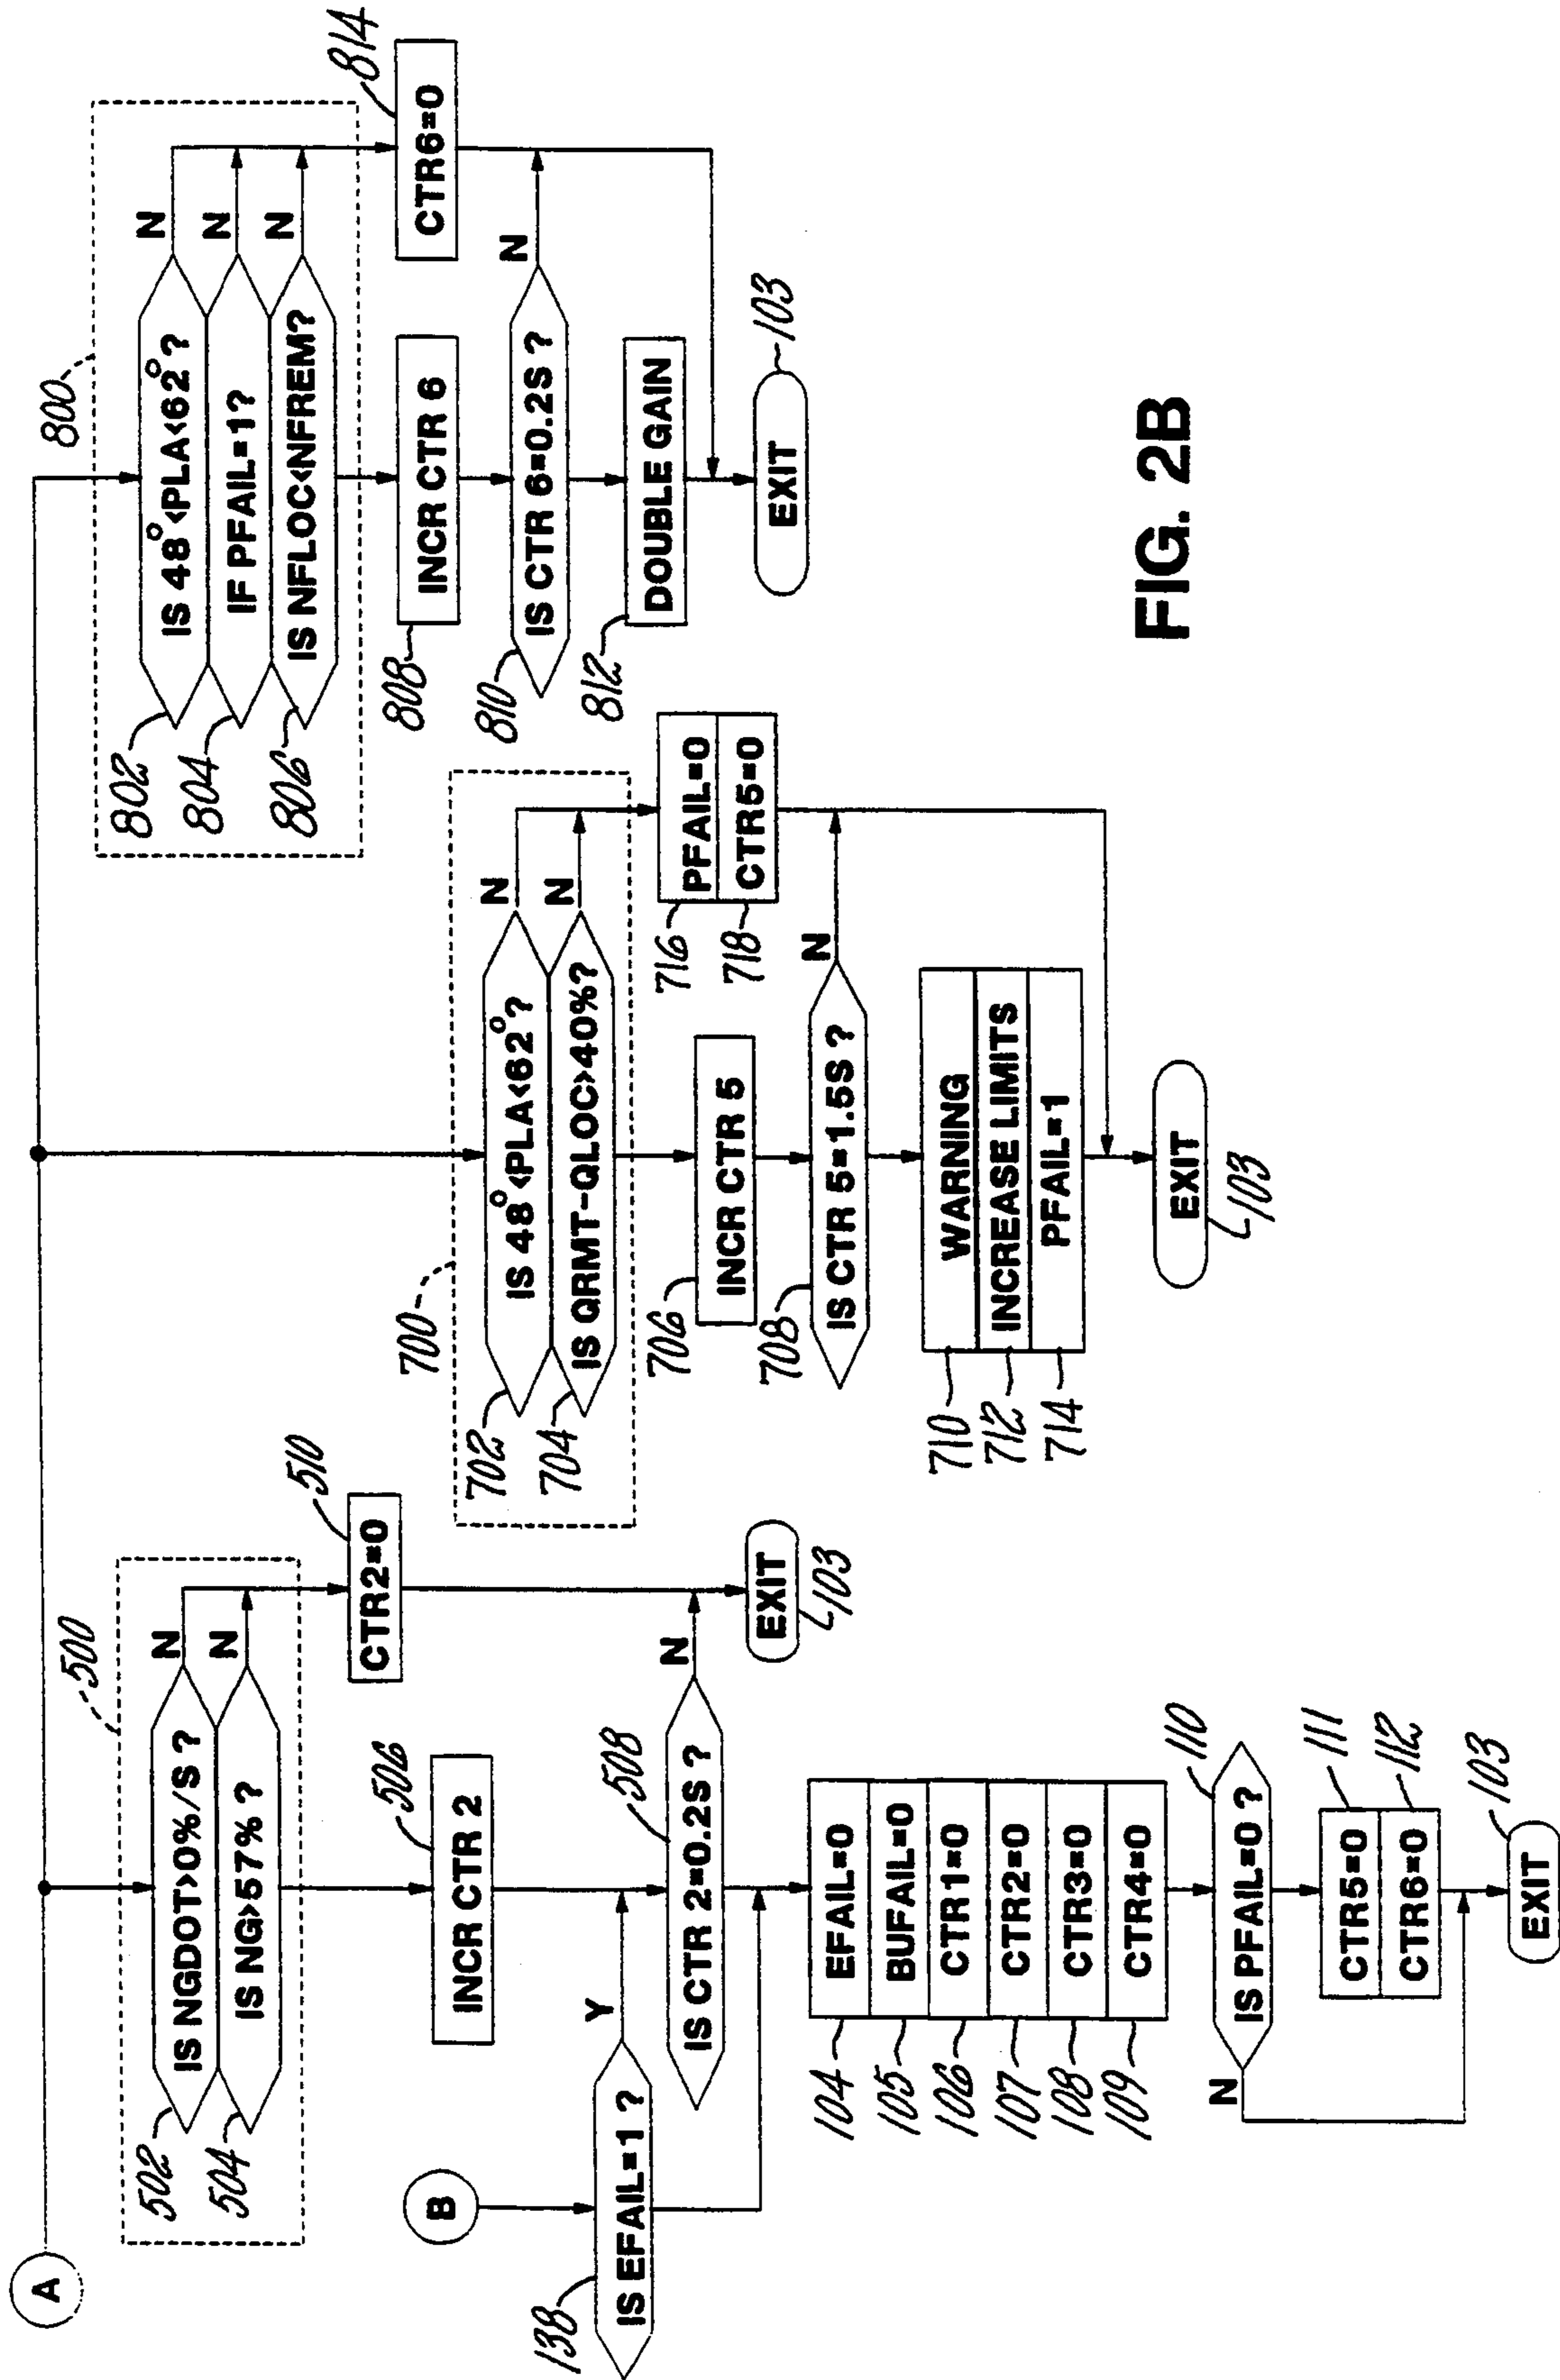 A
500
502
IS NGDOT>0%/S ?
N
504
IS NG>57% ?
N
510
CTR2=0
506
INCR CTR 2
B
138
IS EFAIL=1 ?
Y
508
IS CTR 2=0.2S ?
N
EXIT
103
104
EFAIL=0
105
BUFAIL=0
106
CTR1=0
107
CTR2=0
108
CTR3=0
109
CTR4=0
110
IS PFAIL=0 ?
N
111
CTR5=0
112
CTR6=0
EXIT
103
700
702
IS 48°<PLA<62°?
N
704
IS QRMT-QLOC>40%?
N
706
INCR CTR 5
716
PFAIL=0
718
CTR5=0
708
IS CTR 5=1.5S ?
N
710
WARNING
712
INCREASE LIMITS
714
PFAIL=1
EXIT
103
800
802
IS 48°<PLA<62°?
N
804
IF PFAIL=1?
N
806
IS NFLOC<NFREM?
N
808
INCR CTR 6
814
CTR6=0
810
IS CTR 6=0.2S ?
N
812
DOUBLE GAIN
EXIT
103
FIG. 2B